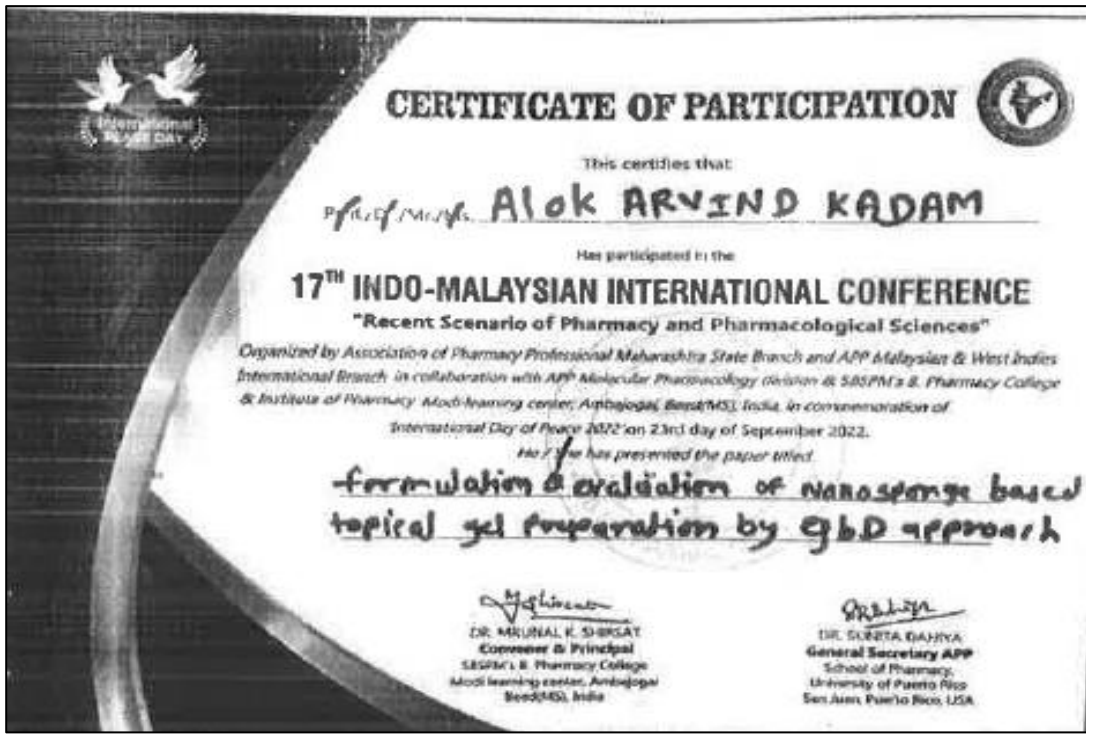 International
PEACE DAY
CERTIFICATE OF PARTICIPATION
This certifies that
Alok ARVIND KADAM
Has participated in the
17TH INDO-MALAYSIAN INTERNATIONAL CONFERENCE
"Recent Scenario of Pharmacy and Pharmacological Sciences"
Organized by Association of Pharmacy Professional Maharashtra State Branch and APP Malaysian & West Indies
International Branch in collaboration with APP Molecular Pharmacology division & SBSPM's B. Pharmacy College
& Institute of Pharmacy Modi learning center, Ambajogai, Beed(MS), India, in commemoration of
International Day of Peace 2022 on 23rd day of September 2022.
He / She has presented the paper titled
formulation & evaluation of Nanosponge based
topical gel preparation by QbD approach
DR. MRUNAL K. SHIRSAT
Convener & Principal
SBSPM's B. Pharmacy College
Modi learning center, Ambajogai
Beed(MS), India
DR. SUNITA DAHIYA
General Secretary APP
School of Pharmacy,
University of Puerto Rico
San Juan, Puerto Rico, USA